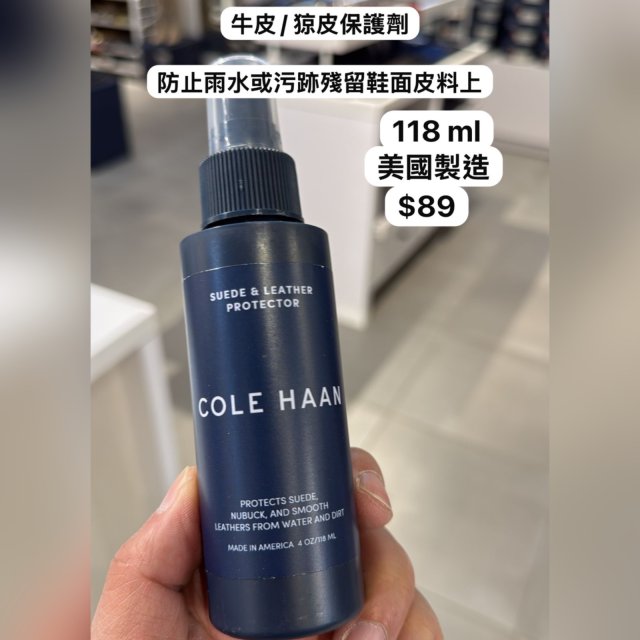 牛皮/猄皮保護劑
防止雨水或污跡殘留鞋面皮料上
118 ml
美國製造
$89
SUEDE & LEATHER
PROTECTOR
COLE HAAN
PROTECTS SUEDE,
NUBUCK, AND SMOOTH
LEATHERS FROM WATER AND DIRT
MADE IN AMERICA 4 OZ/118 ML